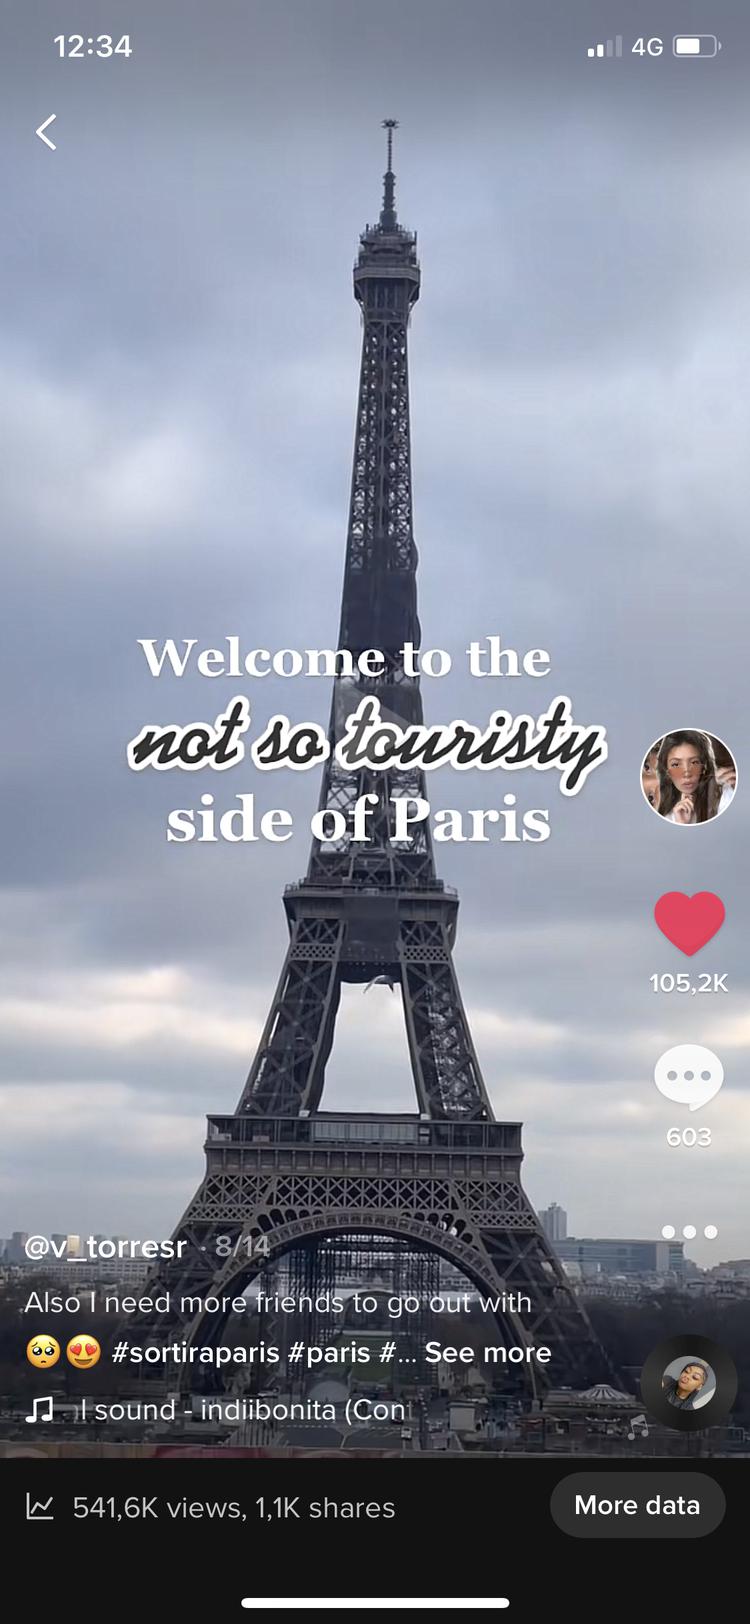 12:34
4G
Welcome to the
not so touristy
side of Paris
105,2K
603
@v_torresr · 8/14
Also I need more friends to go out with
🥺😍 #sortiraparis #paris #... See more
l sound - indiibonita (Con
541,6K views, 1,1K shares
More data